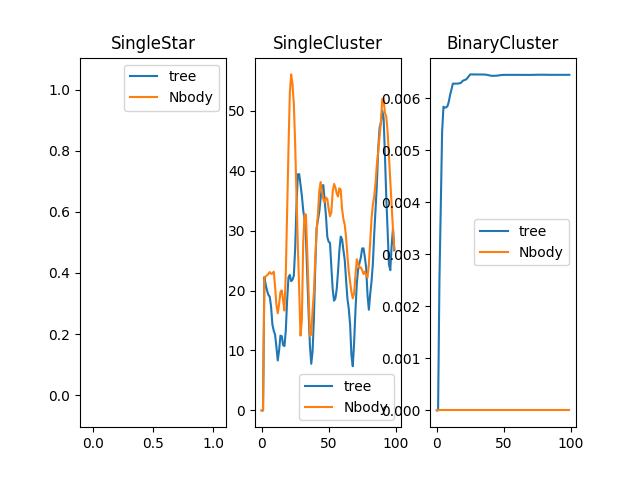 SingleStar
1.0
0.8
0.6
0.4
0.2
0.0
0.0 0.5 1.0
tree
Nbody
SingleCluster
50
40
30
20
10
0
0 50 100
tree
Nbody
BinaryCluster
0.006
0.005
0.004
0.003
0.002
0.001
0.000
0 50 100
tree
Nbody